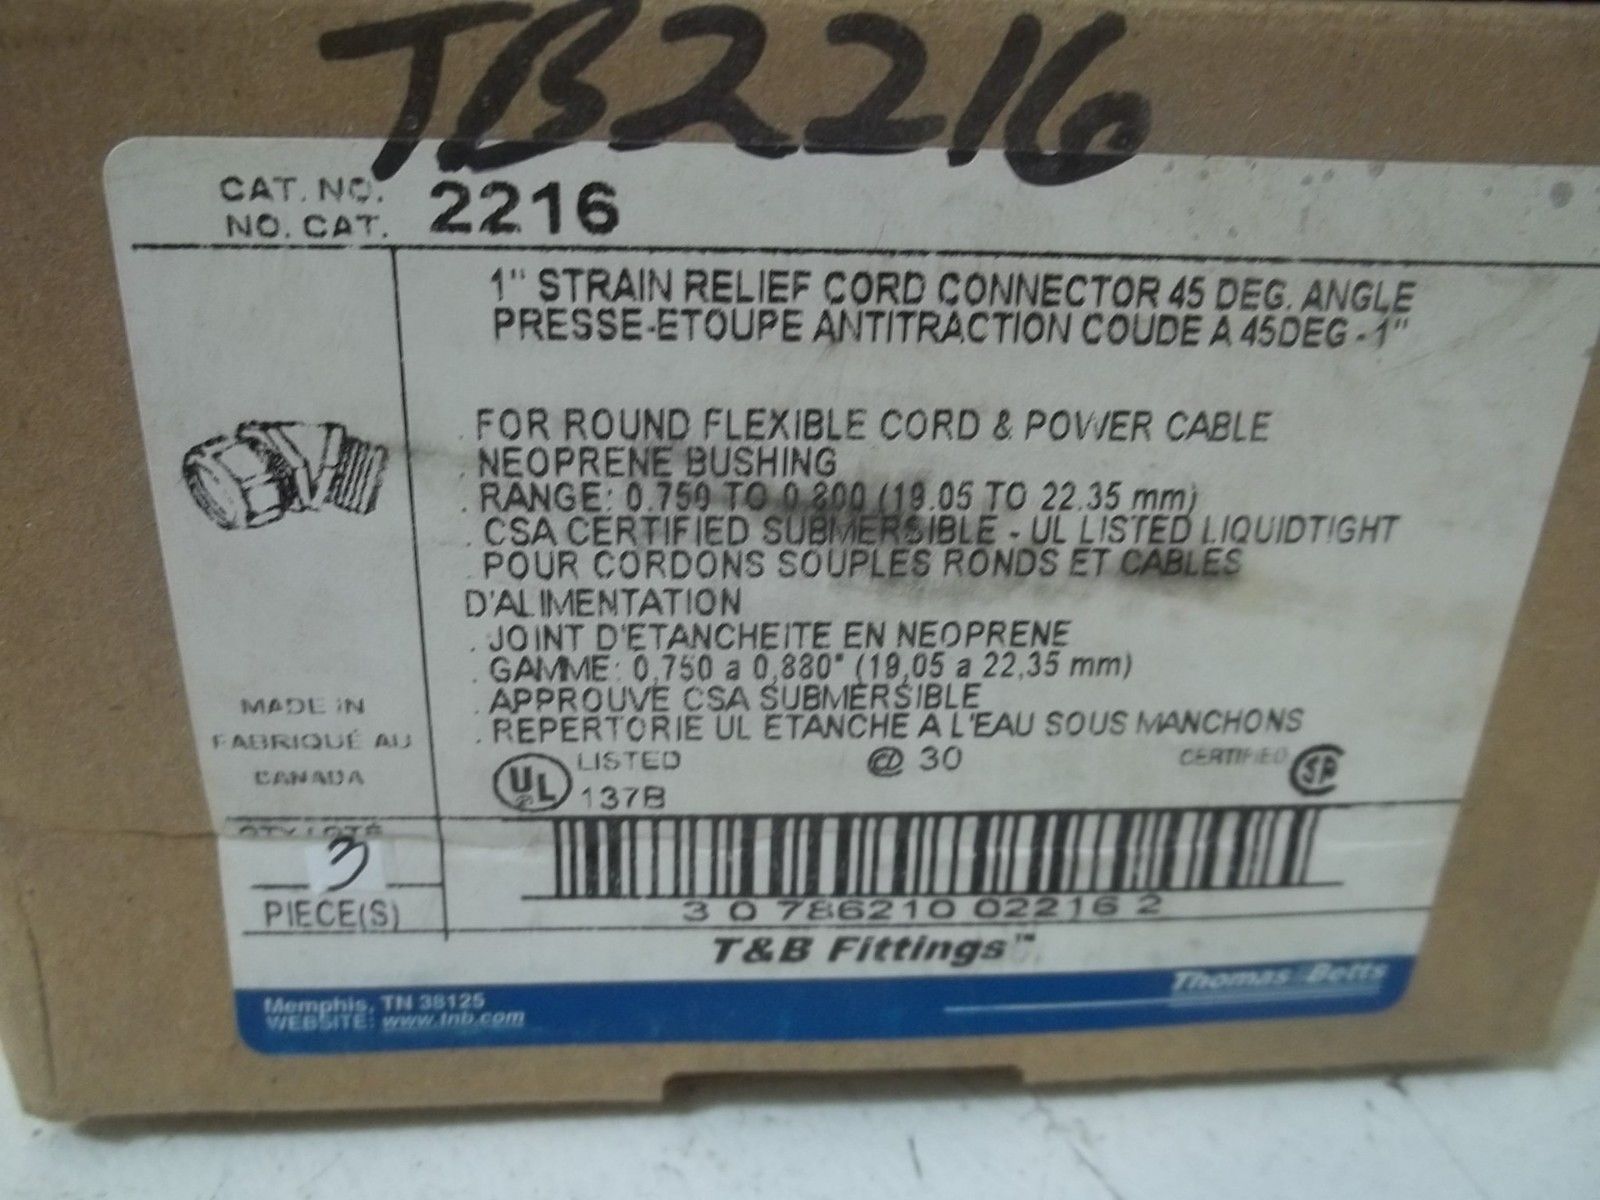 TB2216
CAT. NO.
NO. CAT.
2216
1" STRAIN RELIEF CORD CONNECTOR 45 DEG. ANGLE
PRESSE-ETOUPE ANTITRACTION COUDE A 45DEG - 1"
. FOR ROUND FLEXIBLE CORD & POWER CABLE
. NEOPRENE BUSHING
. RANGE: 0.750 TO 0.800 (19.05 TO 22.35 mm)
. CSA CERTIFIED SUBMERSIBLE - UL LISTED LIQUIDTIGHT
. POUR CORDONS SOUPLES RONDS ET CABLES
D'ALIMENTATION
. JOINT D'ETANCHEITE EN NEOPRENE
. GAMME: 0,750 a 0,880" (19,05 a 22,35 mm)
. APPROUVE CSA SUBMERSIBLE
. REPERTORIE UL ETANCHE A L'EAU SOUS MANCHONS
MADE IN
FABRIQUÉ AU
CANADA
UL LISTED
137B
@ 30
CERTIFIED
QTY / QTÉ
3
PIECE(S)
3 0 786210 02216 2
T&B Fittings™
Memphis, TN 38125
WEBSITE: www.tnb.com
Thomas&Betts